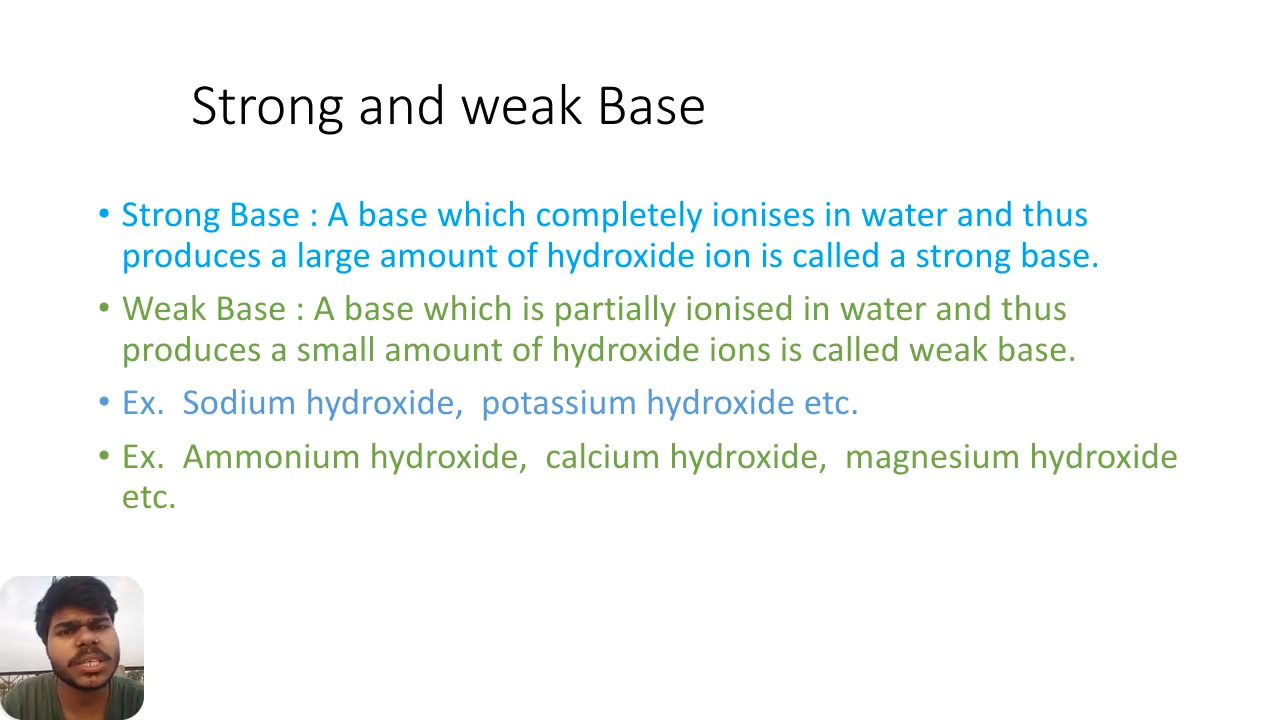 Strong and weak Base
• Strong Base : A base which completely ionises in water and thus
produces a large amount of hydroxide ion is called a strong base.
• Weak Base : A base which is partially ionised in water and thus
produces a small amount of hydroxide ions is called weak base.
• Ex.  Sodium hydroxide,  potassium hydroxide etc.
• Ex.  Ammonium hydroxide,  calcium hydroxide,  magnesium hydroxide
etc.